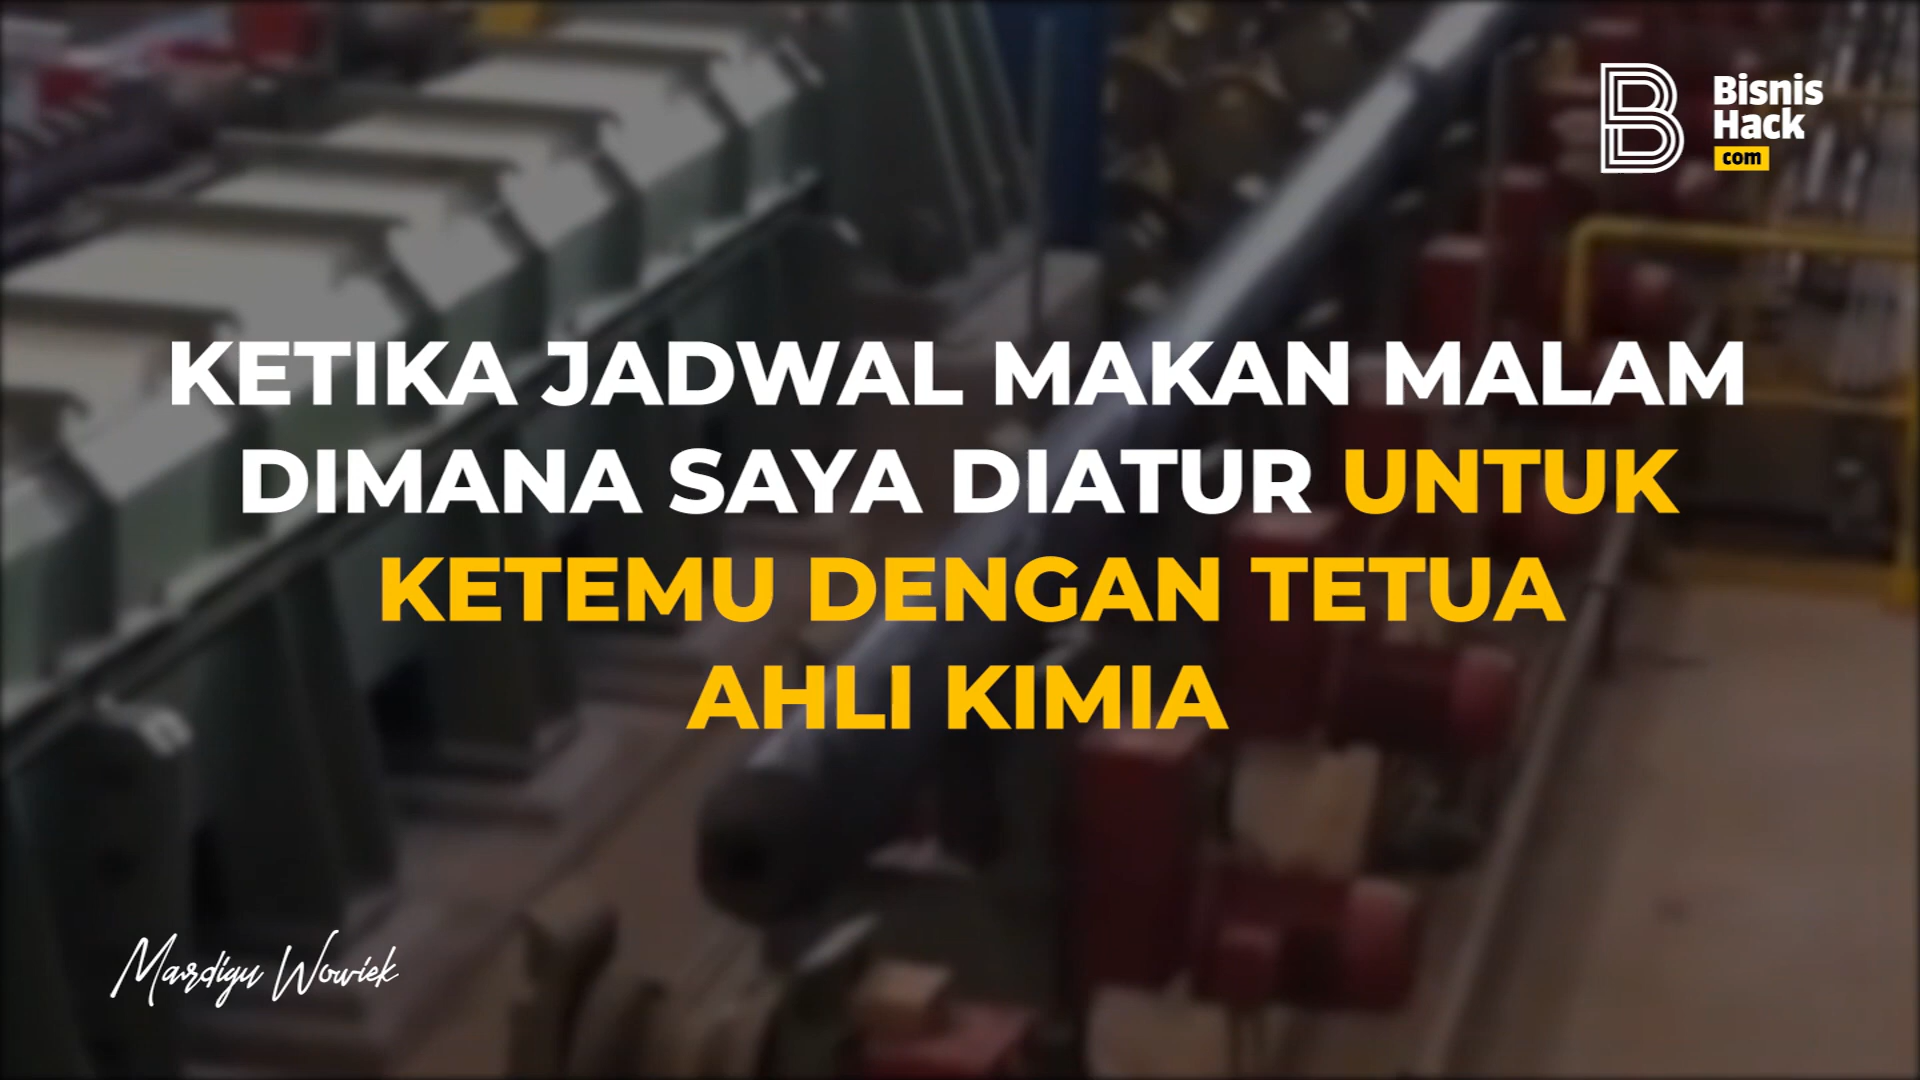 Bisnis
Hack
com
KETIKA JADWAL MAKAN MALAM
DIMANA SAYA DIATUR UNTUK
KETEMU DENGAN TETUA
AHLI KIMIA
Mardigu Wowiek